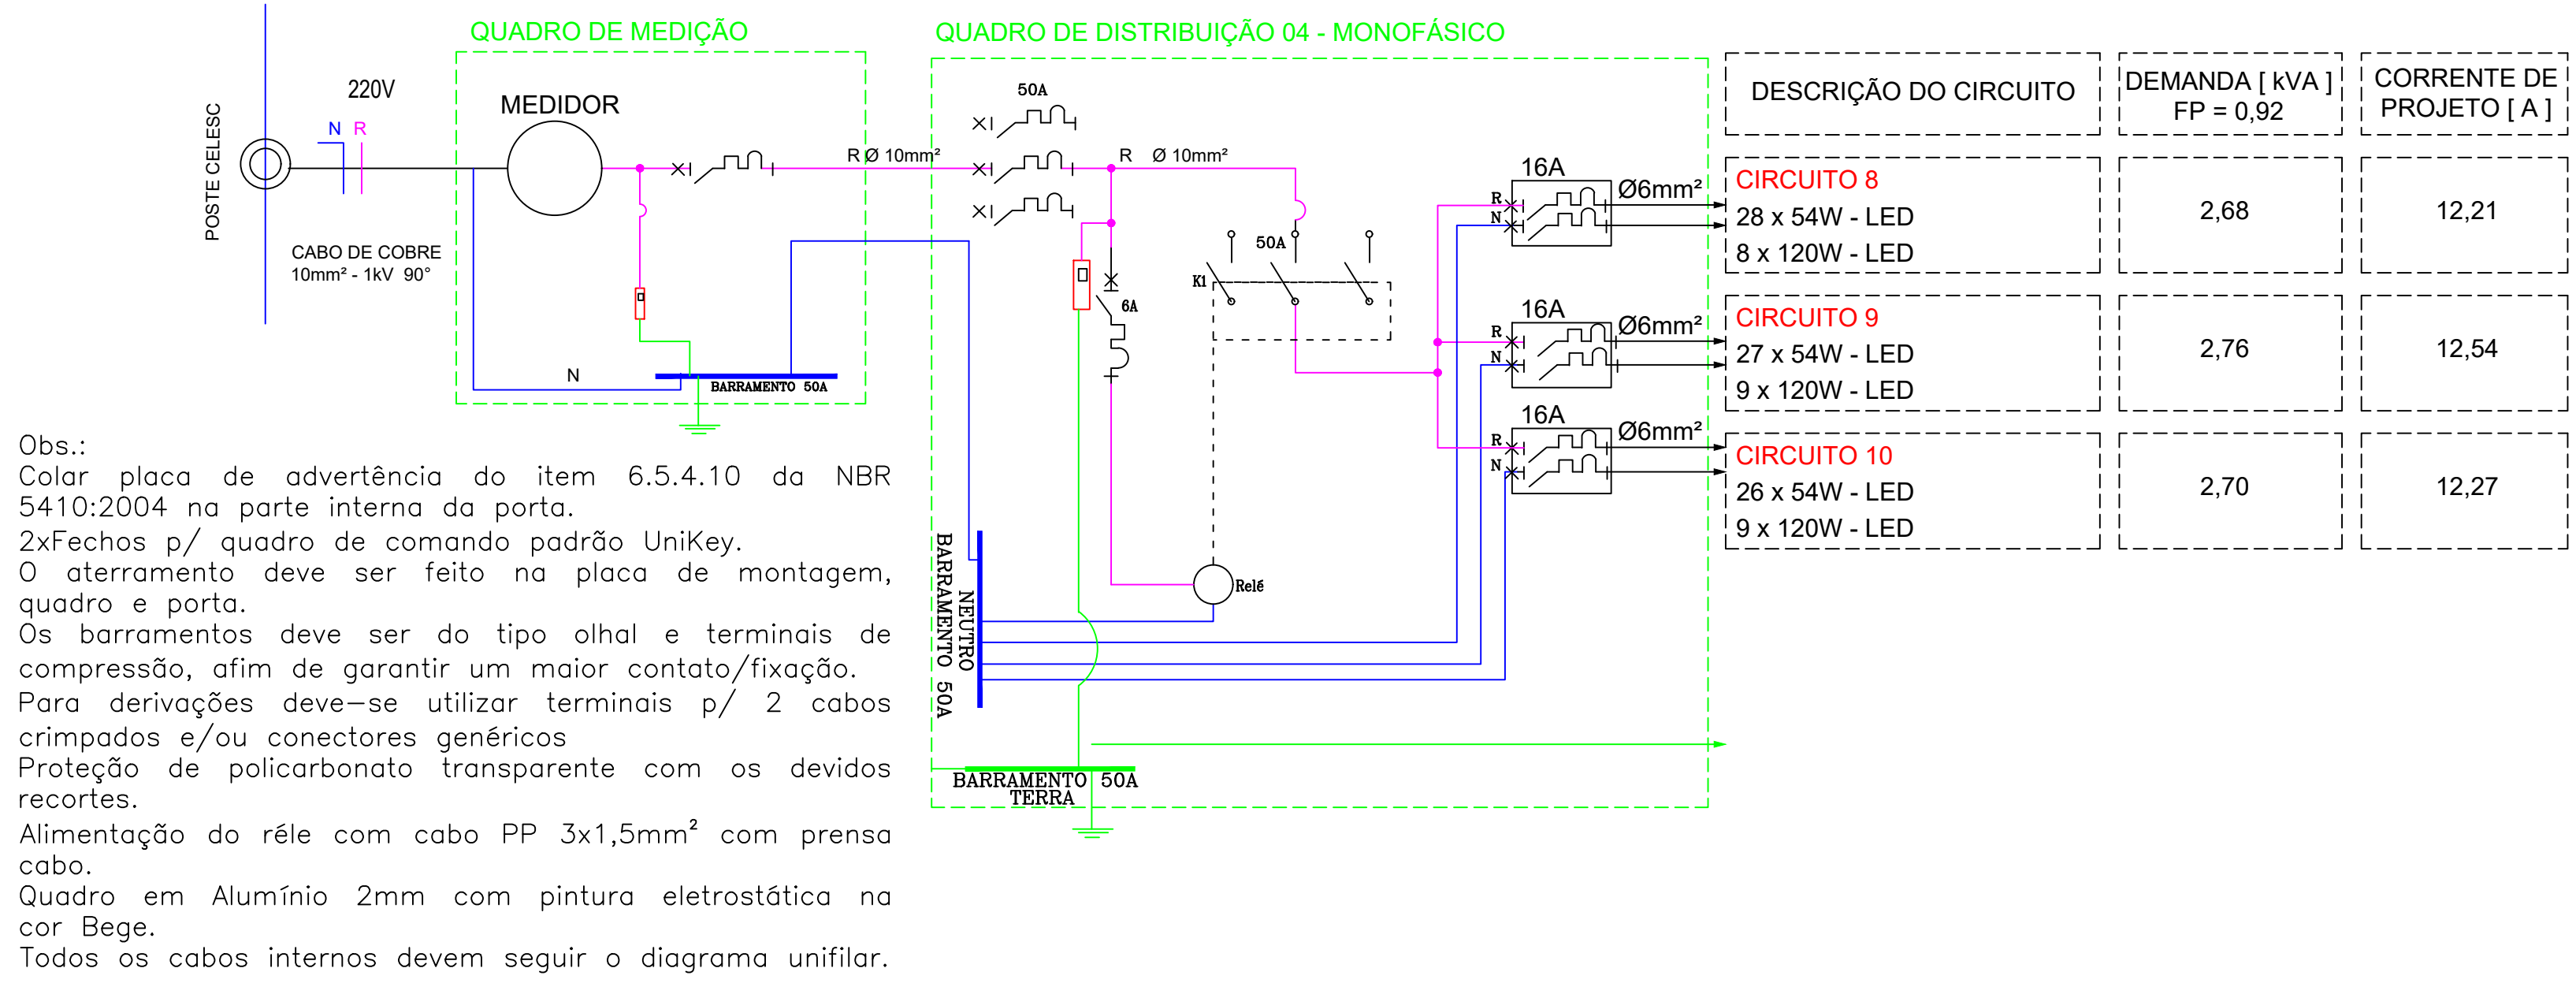 QUADRO DE MEDIÇÃO
QUADRO DE DISTRIBUIÇÃO 04 - MONOFÁSICO
POSTE CELESC
220V
N R
CABO DE COBRE
10mm² - 1kV 90°
MEDIDOR
N
BARRAMENTO 50A
R Ø 10mm²
50A
R Ø 10mm²
6A
K1
50A
Relé
BARRAMENTO 50A
NEUTRO
BARRAMENTO 50A
TERRA
16A
R
N
Ø6mm²
16A
R
N
Ø6mm²
16A
R
N
Ø6mm²
DESCRIÇÃO DO CIRCUITO
DEMANDA [ kVA ]
FP = 0,92
CORRENTE DE
PROJETO [ A ]
CIRCUITO 8
28 x 54W - LED
8 x 120W - LED
2,68
12,21
CIRCUITO 9
27 x 54W - LED
9 x 120W - LED
2,76
12,54
CIRCUITO 10
26 x 54W - LED
9 x 120W - LED
2,70
12,27
Obs.:
Colar placa de advertência do item 6.5.4.10 da NBR
5410:2004 na parte interna da porta.
2xFechos p/ quadro de comando padrão UniKey.
O aterramento deve ser feito na placa de montagem,
quadro e porta.
Os barramentos deve ser do tipo olhal e terminais de
compressão, afim de garantir um maior contato/fixação.
Para derivações deve-se utilizar terminais p/ 2 cabos
crimpados e/ou conectores genéricos
Proteção de policarbonato transparente com os devidos
recortes.
Alimentação do réle com cabo PP 3x1,5mm² com prensa
cabo.
Quadro em Alumínio 2mm com pintura eletrostática na
cor Bege.
Todos os cabos internos devem seguir o diagrama unifilar.